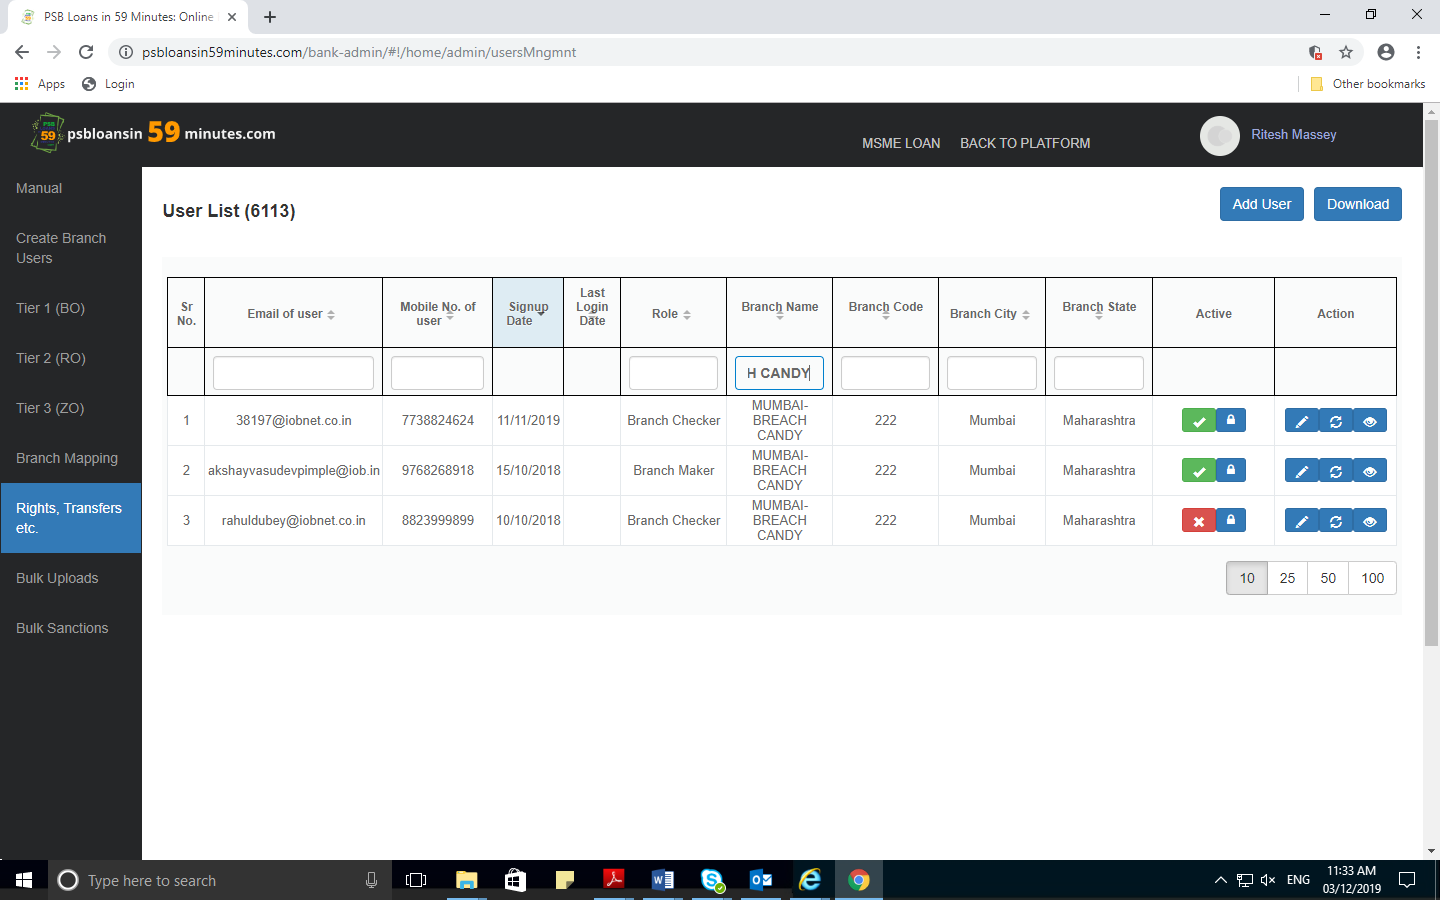 PSB Loans in 59 Minutes: Online
psbloansin59minutes.com/bank-admin/#!/home/admin/usersMngmnt
Apps Login Other bookmarks
PSB
59
psbloansin 59 minutes.com
MSME LOAN BACK TO PLATFORM Ritesh Massey
Manual
Create Branch
Users
Tier 1 (BO)
Tier 2 (RO)
Tier 3 (ZO)
Branch Mapping
Rights, Transfers
etc.
Bulk Uploads
Bulk Sanctions
User List (6113)
Add User Download
Sr
No.
Email of user
Mobile No. of
user
Signup
Date
Last
Login
Date
Role
Branch Name
Branch Code
Branch City
Branch State
Active
Action
H CANDY
1 38197@iobnet.co.in 7738824624 11/11/2019 Branch Checker
MUMBAI-
BREACH
CANDY
222 Mumbai Maharashtra
2 akshayvasudevpimple@iob.in 9768268918 15/10/2018 Branch Maker
MUMBAI-
BREACH
CANDY
222 Mumbai Maharashtra
3 rahuldubey@iobnet.co.in 8823999899 10/10/2018 Branch Checker
MUMBAI-
BREACH
CANDY
222 Mumbai Maharashtra
10 25 50 100
Type here to search
ENG
11:33 AM
03/12/2019